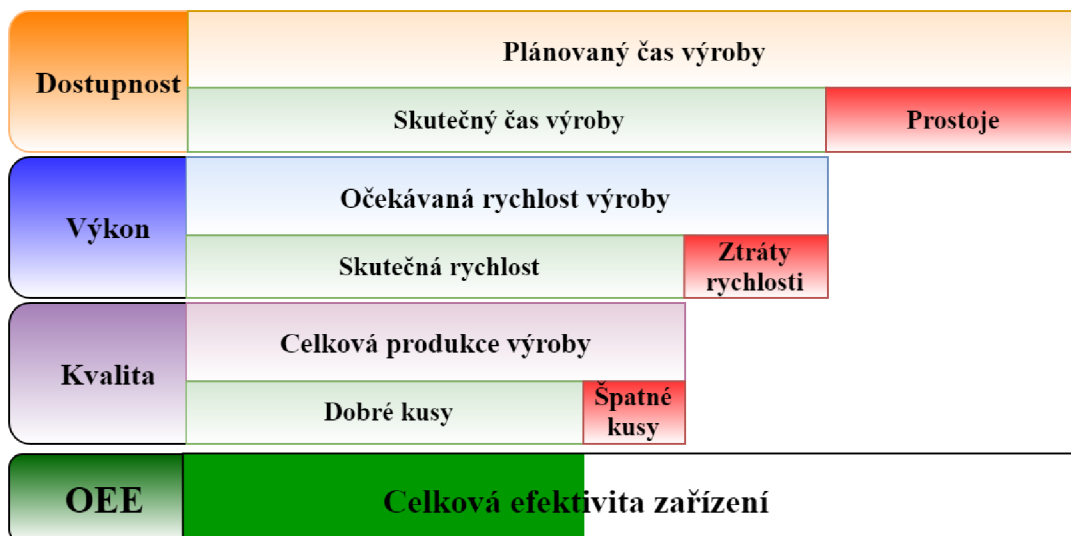 Dostupnost
Plánovaný čas výroby
Skutečný čas výroby
Prostoje
Výkon
Očekávaná rychlost výroby
Skutečná rychlost
Ztráty
rychlosti
Kvalita
Celková produkce výroby
Dobré kusy
Špatné
kusy
OEE
Celková efektivita zařízení